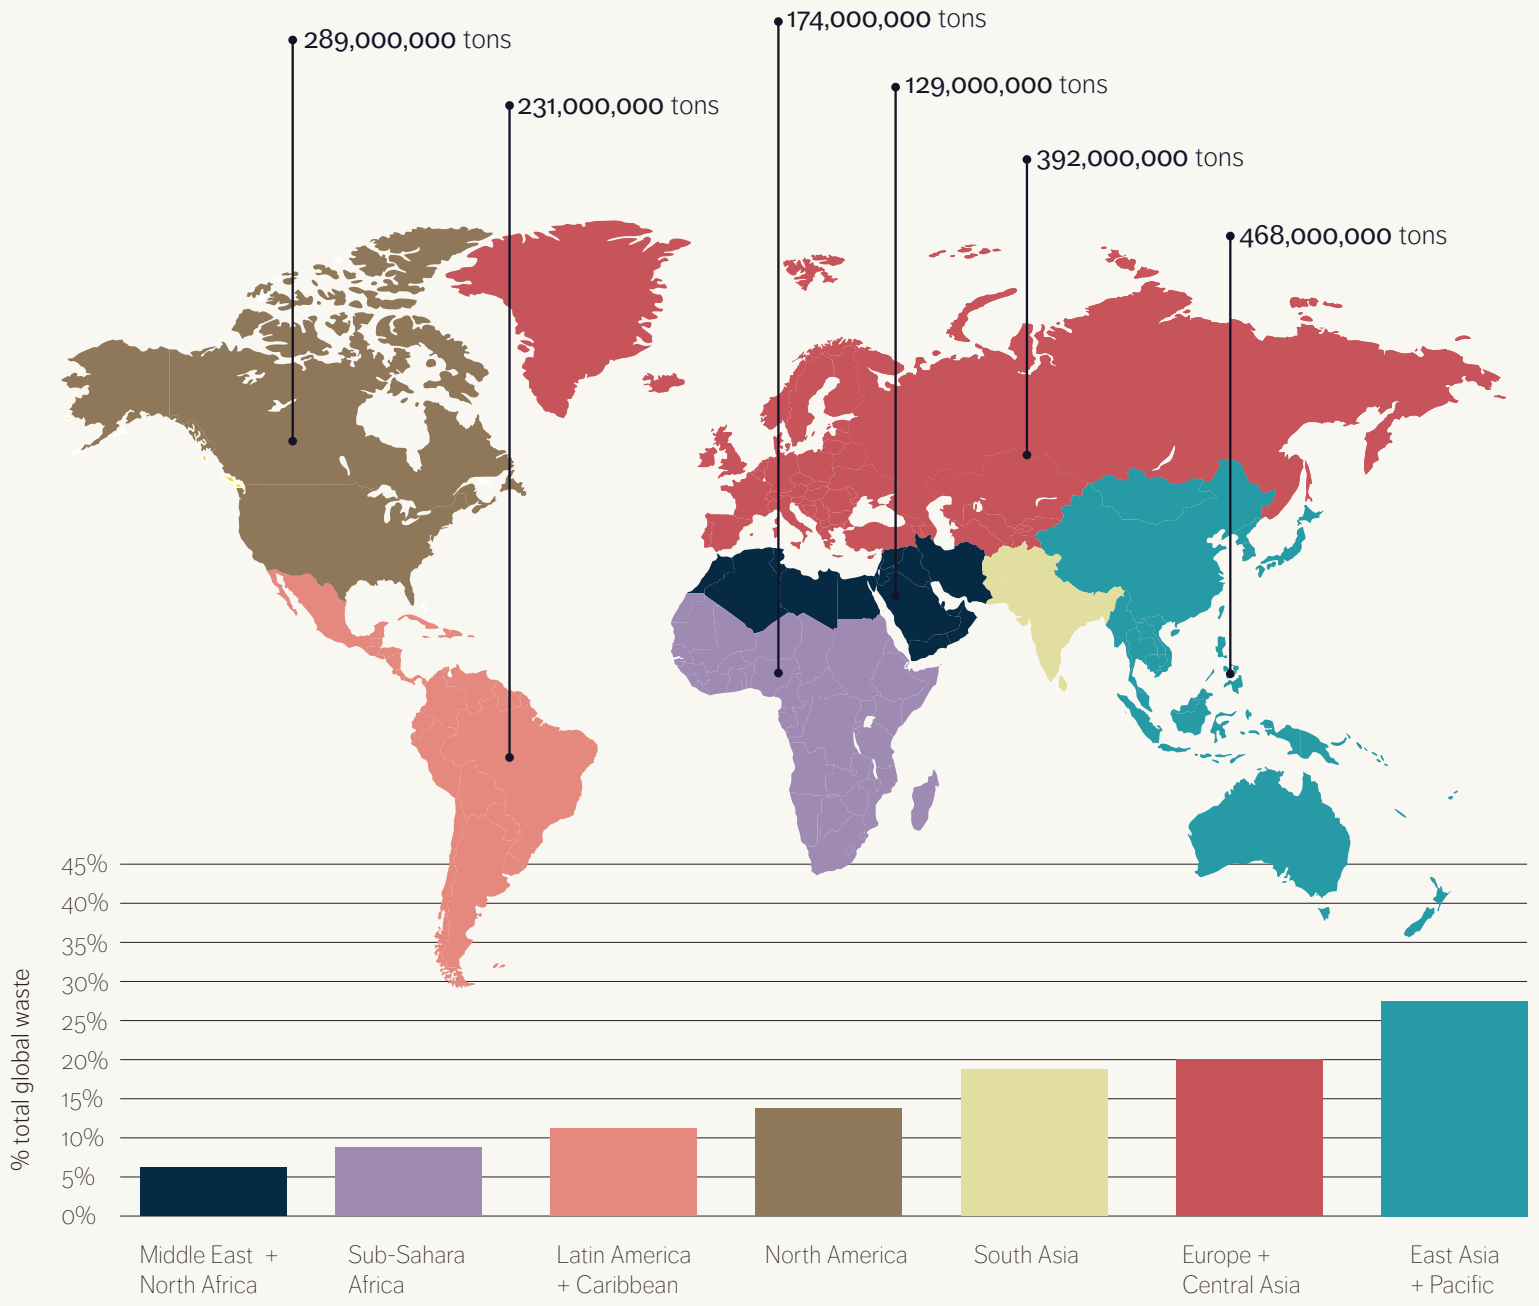 174,000,000 tons
289,000,000 tons
129,000,000 tons
231,000,000 tons
392,000,000 tons
468,000,000 tons
45%
40%
35%
30%
25%
20%
15%
10%
5%
0%
% total global waste
Middle East +
North Africa
Sub-Sahara
Africa
Latin America
+ Caribbean
North America
South Asia
Europe +
Central Asia
East Asia
+ Pacific